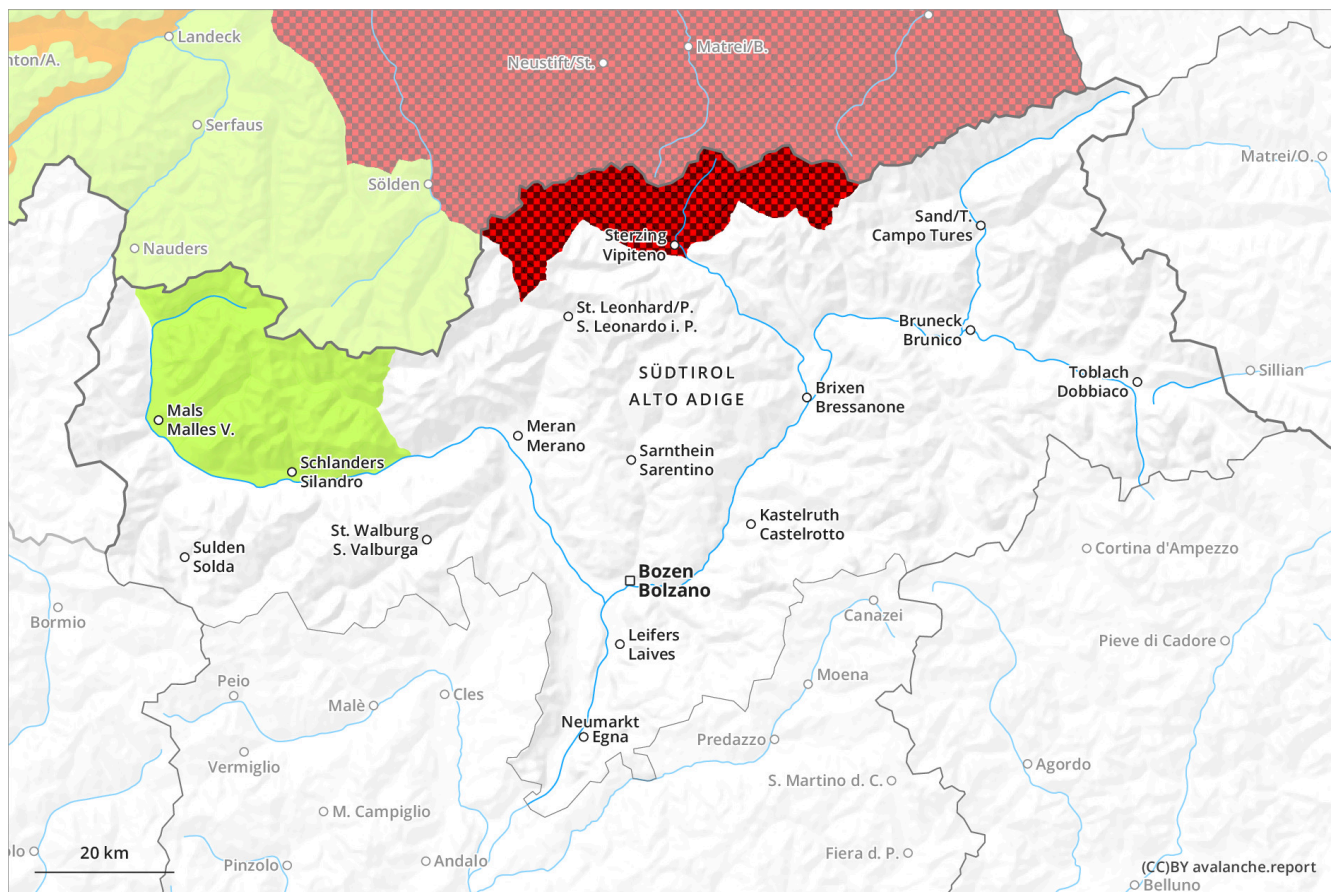 Landeck
nton/A.
Matrei/B.
Neustift/St.
Serfaus
Matrei/O.
Sölden
Sand/T.
Campo Tures
Sterzing
Vipiteno
Nauders
St. Leonhard/P.
S. Leonardo i. P.
Bruneck
Brunico
SÜDTIROL
ALTO ADIGE
Toblach
Dobbiaco
Sillian
Brixen
Bressanone
Mals
Malles V.
Meran
Merano
Sarnthein
Sarentino
Schlanders
Silandro
Kastelruth
Castelrotto
St. Walburg
S. Valburga
Sulden
Solda
Cortina d'Ampezzo
Bozen
Bolzano
Bormio
Canazei
Leifers
Laives
Pieve di Cadore
Peio
Moena
Malè
Cles
Neumarkt
Egna
Predazzo
Vermiglio
Agordo
S. Martino d. C.
M. Campiglio
olo
20 km
Pinzolo
Andalo
Fiera d. P.
(CC)BY avalanche.report
Belluno